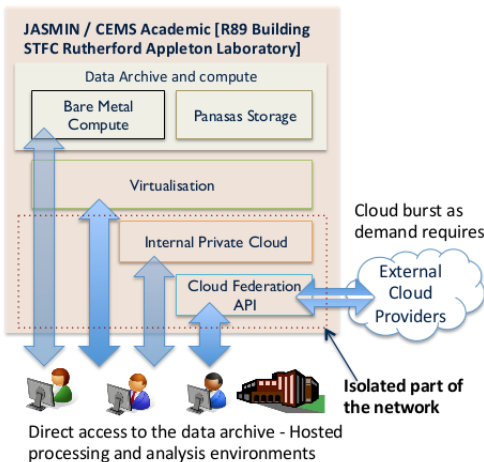 JASMIN / CEMS Academic [R89 Building
STFC Rutherford Appleton Laboratory]
Data Archive and compute
Bare Metal
Compute
Panasas Storage
Virtualisation
Cloud burst as
demand requires
Internal Private Cloud
Cloud Federation
API
External
Cloud
Providers
Isolated part of
the network
Direct access to the data archive - Hosted
processing and analysis environments